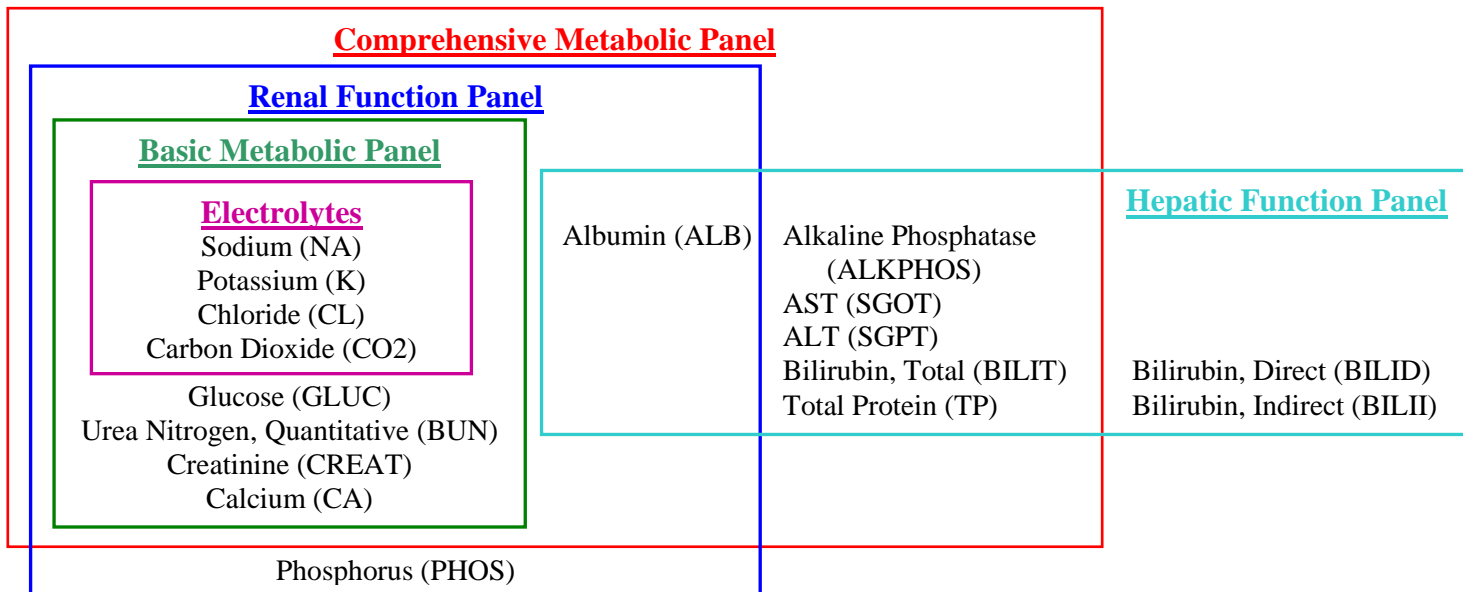 Comprehensive Metabolic Panel
Renal Function Panel
Basic Metabolic Panel
Electrolytes
Sodium (NA)
Potassium (K)
Chloride (CL)
Carbon Dioxide (CO2)
Glucose (GLUC)
Urea Nitrogen, Quantitative (BUN)
Creatinine (CREAT)
Calcium (CA)
Phosphorus (PHOS)
Albumin (ALB)
Alkaline Phosphatase
(ALKPHOS)
AST (SGOT)
ALT (SGPT)
Bilirubin, Total (BILIT)
Total Protein (TP)
Hepatic Function Panel
Bilirubin, Direct (BILID)
Bilirubin, Indirect (BILII)